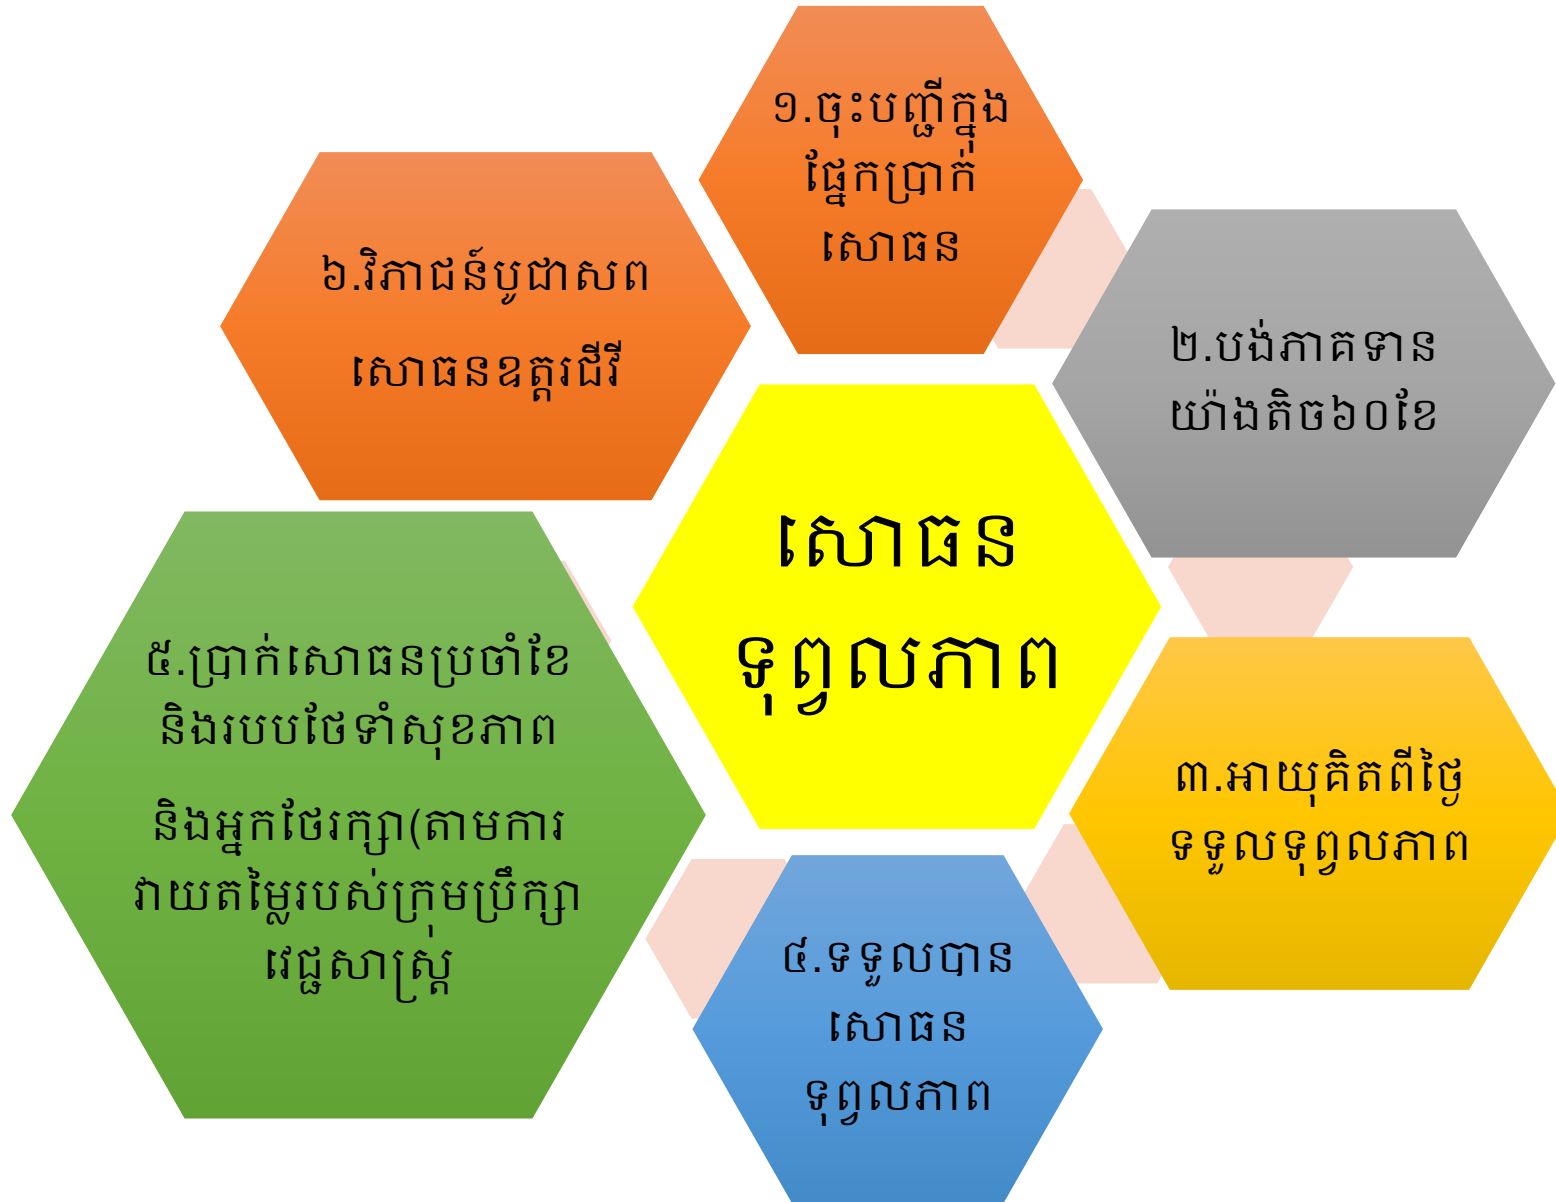 ១.ចុះបញ្ជីក្នុង
ផ្នែកប្រាក់
សោធន
២.បង់ភាគទាន
យ៉ាងតិច៦០ខែ
៣.អាយុគិតពីថ្ងៃ
ទទួលទុព្វលភាព
៤.ទទួលបាន
សោធន
ទុព្វលភាព
៥.ប្រាក់សោធនប្រចាំខែ
និងរបបថែទាំសុខភាព
និងអ្នកថែរក្សា(តាមការ
វាយតម្លៃរបស់ក្រុមប្រឹក្សា
វេជ្ជសាស្ត្រ
៦.វិភាជន៍បូជាសព
សោធនឧត្តរជីវី
សោធន
ទុព្វលភាព